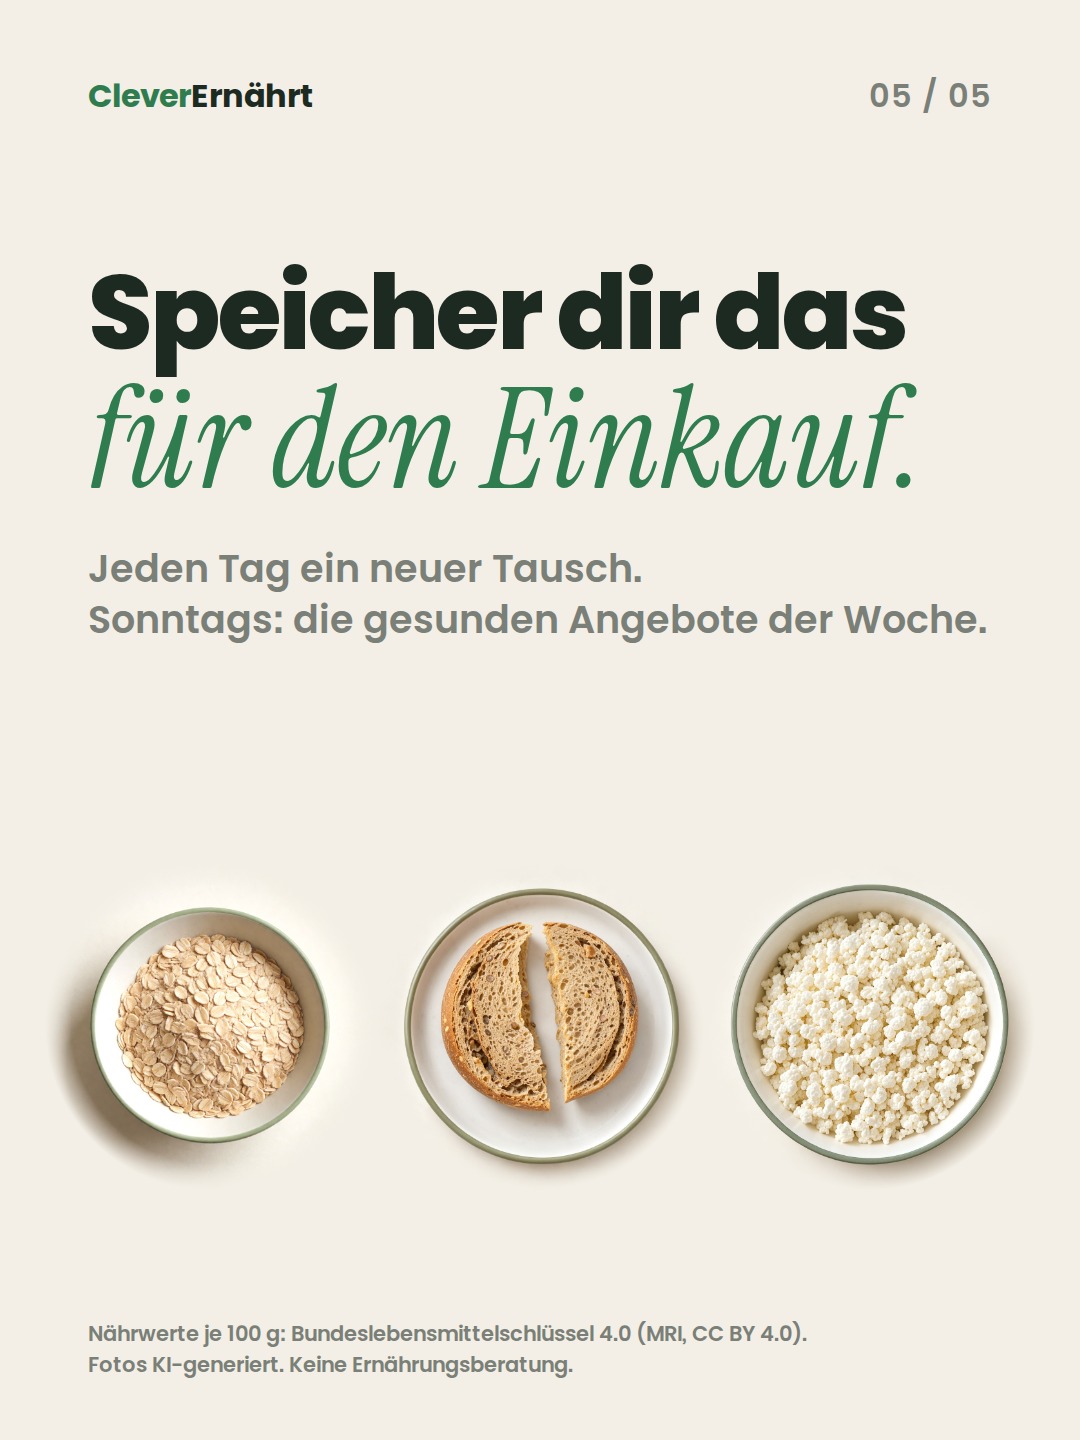 CleverErnährt
05 / 05
Speicher dir das
für den Einkauf.
Jeden Tag ein neuer Tausch.
Sonntags: die gesunden Angebote der Woche.
Nährwerte je 100 g: Bundeslebensmittelschlüssel 4.0 (MRI, CC BY 4.0).
Fotos KI-generiert. Keine Ernährungsberatung.